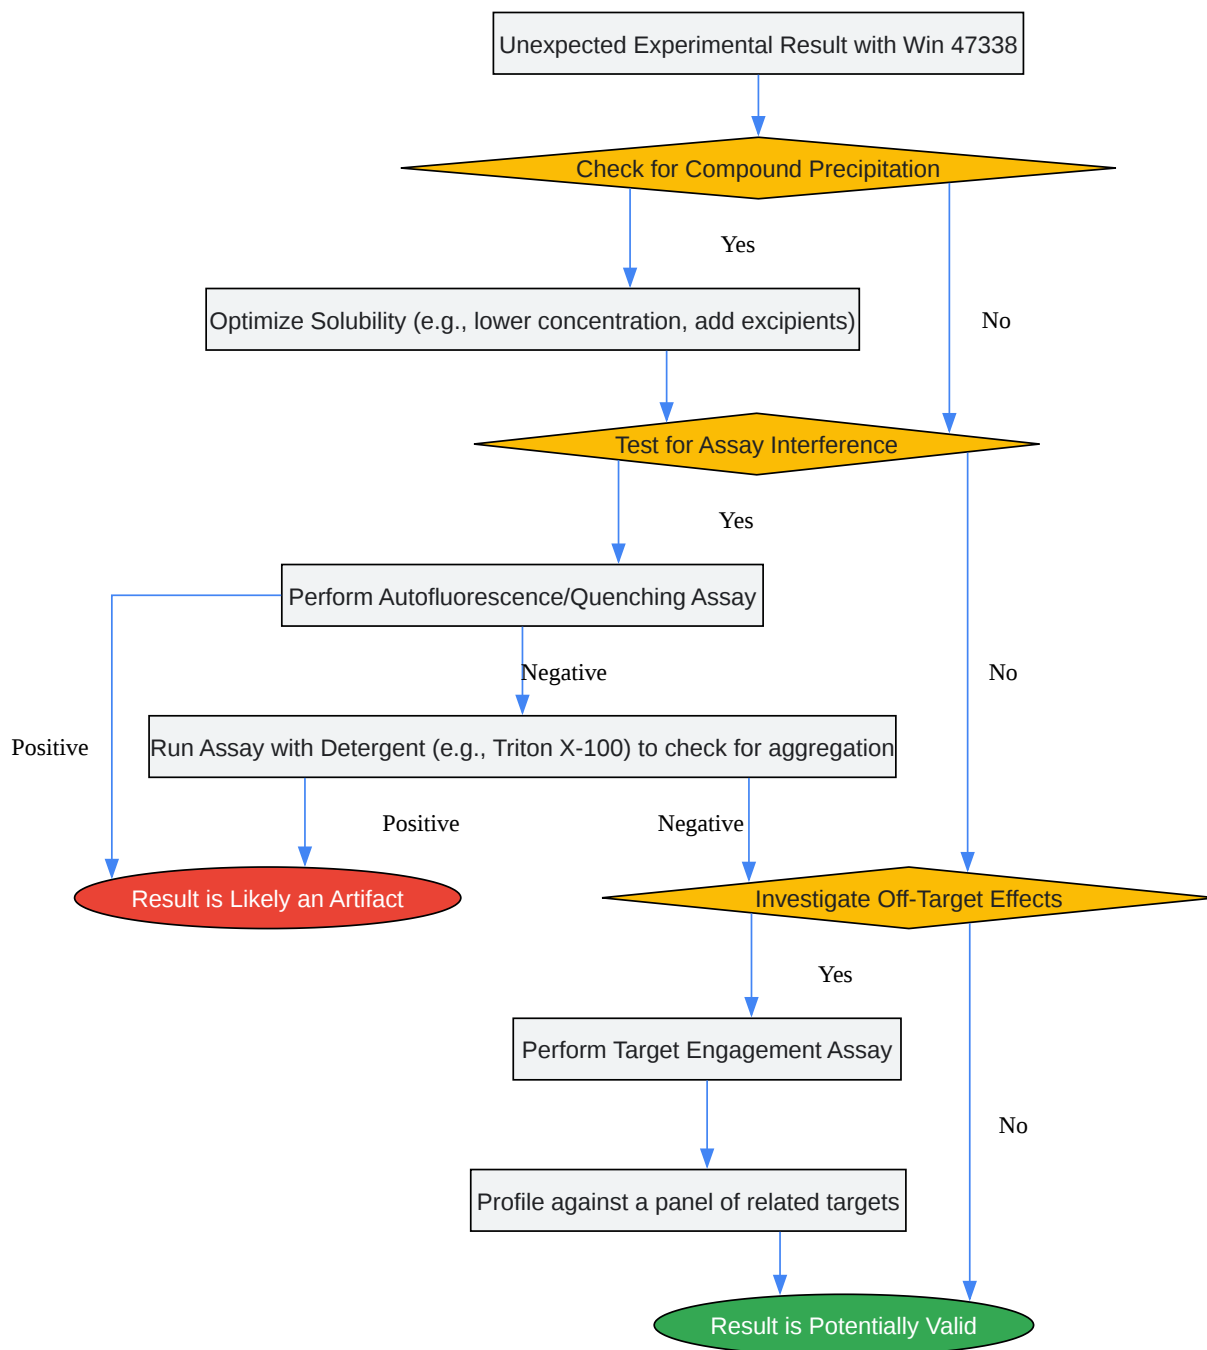 Unexpected Experimental Result with Win 47338
Check for Compound Precipitation
Yes
Optimize Solubility (e.g., lower concentration, add excipients)
No
Test for Assay Interference
Yes
Perform Autofluorescence/Quenching Assay
Negative
No
Positive
Run Assay with Detergent (e.g., Triton X-100) to check for aggregation
Positive
Negative
Result is Likely an Artifact
Investigate Off-Target Effects
Yes
Perform Target Engagement Assay
No
Profile against a panel of related targets
Result is Potentially Valid